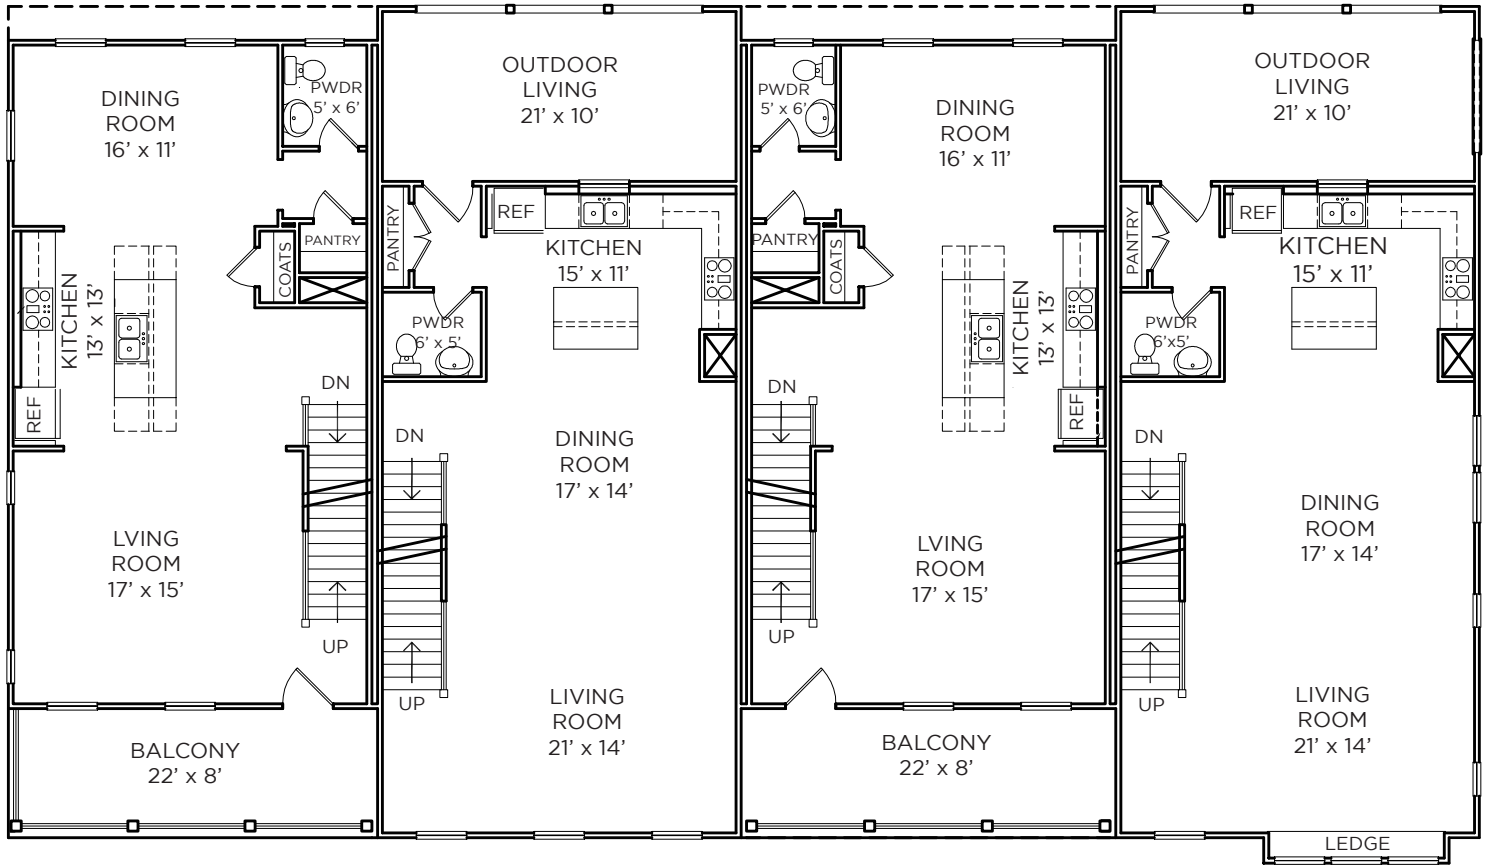 DINING
ROOM
16’ x 11’
PWDR
5’ x 6’
PANTRY
COATS
KITCHEN
13’ x 13’
REF
DN
LVING
ROOM
17’ x 15’
UP
BALCONY
22’ x 8’
OUTDOOR
LIVING
21’ x 10’
PANTRY
REF
KITCHEN
15’ x 11’
PWDR
6’ x 5’
DN
DINING
ROOM
17’ x 14’
UP
LIVING
ROOM
21’ x 14’
PWDR
5’ x 6’
DINING
ROOM
16’ x 11’
PANTRY
COATS
KITCHEN
13’ x 13’
REF
DN
LVING
ROOM
17’ x 15’
UP
BALCONY
22’ x 8’
OUTDOOR
LIVING
21’ x 10’
PANTRY
REF
KITCHEN
15’ x 11’
PWDR
6’x5’
DN
DINING
ROOM
17’ x 14’
UP
LIVING
ROOM
21’ x 14’
LEDGE